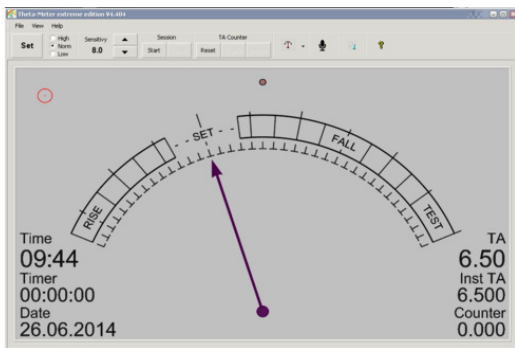 Theta-Meter extreme edition V4.404
File View Help
Set
High
Norm
Low
Sensitivy
8.0
Session
Start
TA Counter
Reset
SET
FALL
RISE
TEST
Time
09:44
Timer
00:00:00
Date
26.06.2014
TA
6.50
Inst TA
6.500
Counter
0.000